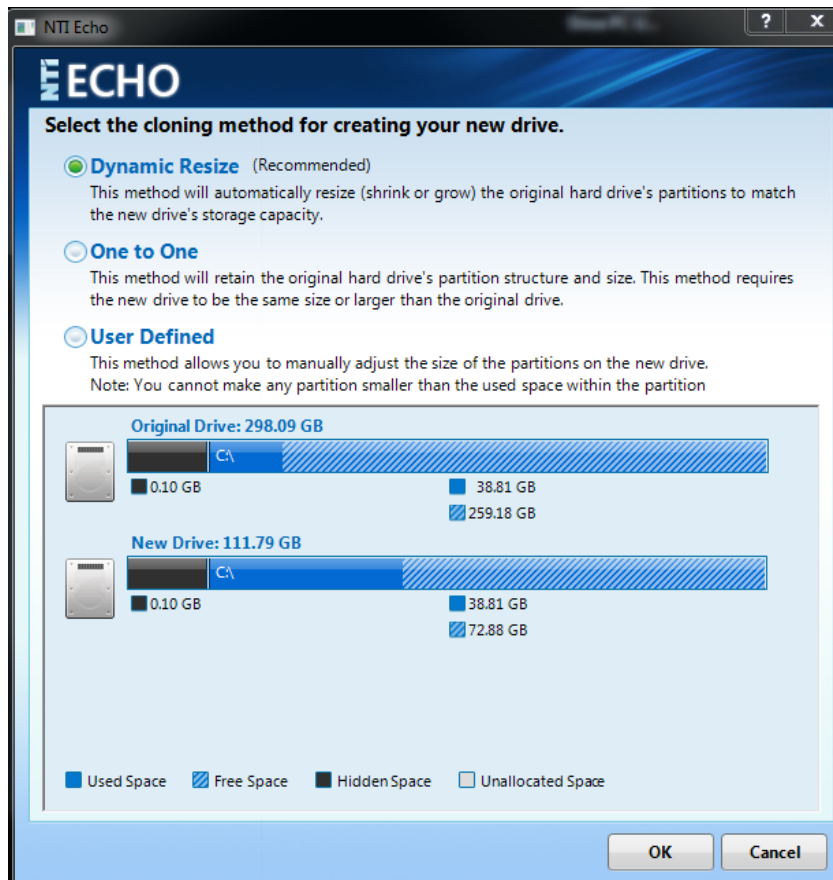 NTI Echo
? x
NTI ECHO
Select the cloning method for creating your new drive.
Dynamic Resize (Recommended)
This method will automatically resize (shrink or grow) the original hard drive's partitions to match
the new drive's storage capacity.
One to One
This method will retain the original hard drive's partition structure and size. This method requires
the new drive to be the same size or larger than the original drive.
User Defined
This method allows you to manually adjust the size of the partitions on the new drive.
Note: You cannot make any partition smaller than the used space within the partition
Original Drive: 298.09 GB
C:\
0.10 GB 38.81 GB
259.18 GB
New Drive: 111.79 GB
C:\
0.10 GB 38.81 GB
72.88 GB
Used Space Free Space Hidden Space Unallocated Space
OK Cancel